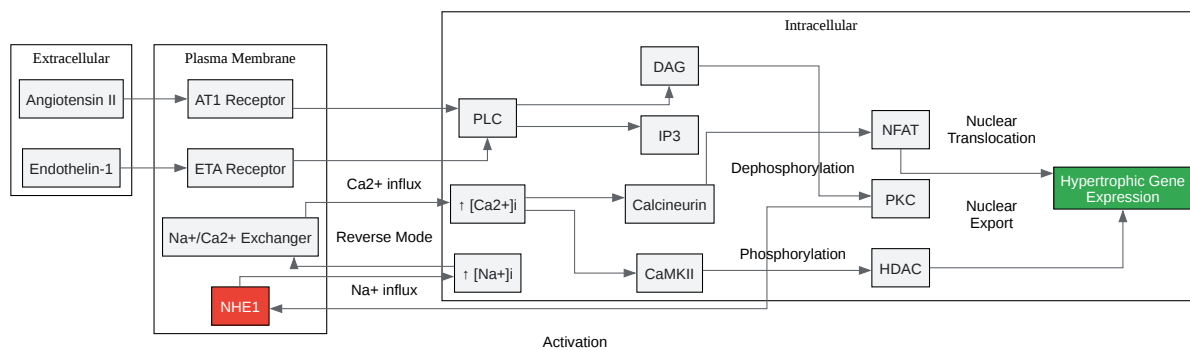 Extracellular
Angiotensin II
Endothelin-1
Plasma Membrane
AT1 Receptor
ETA Receptor
Na+/Ca2+ Exchanger
NHE1
Ca2+ influx
Reverse Mode
Na+ influx
Intracellular
PLC
DAG
IP3
↑ [Ca2+]i
↑ [Na+]i
Calcineurin
CaMKII
Dephosphorylation
Phosphorylation
NFAT
PKC
HDAC
Nuclear
Translocation
Nuclear
Export
Hypertrophic Gene
Expression
Activation